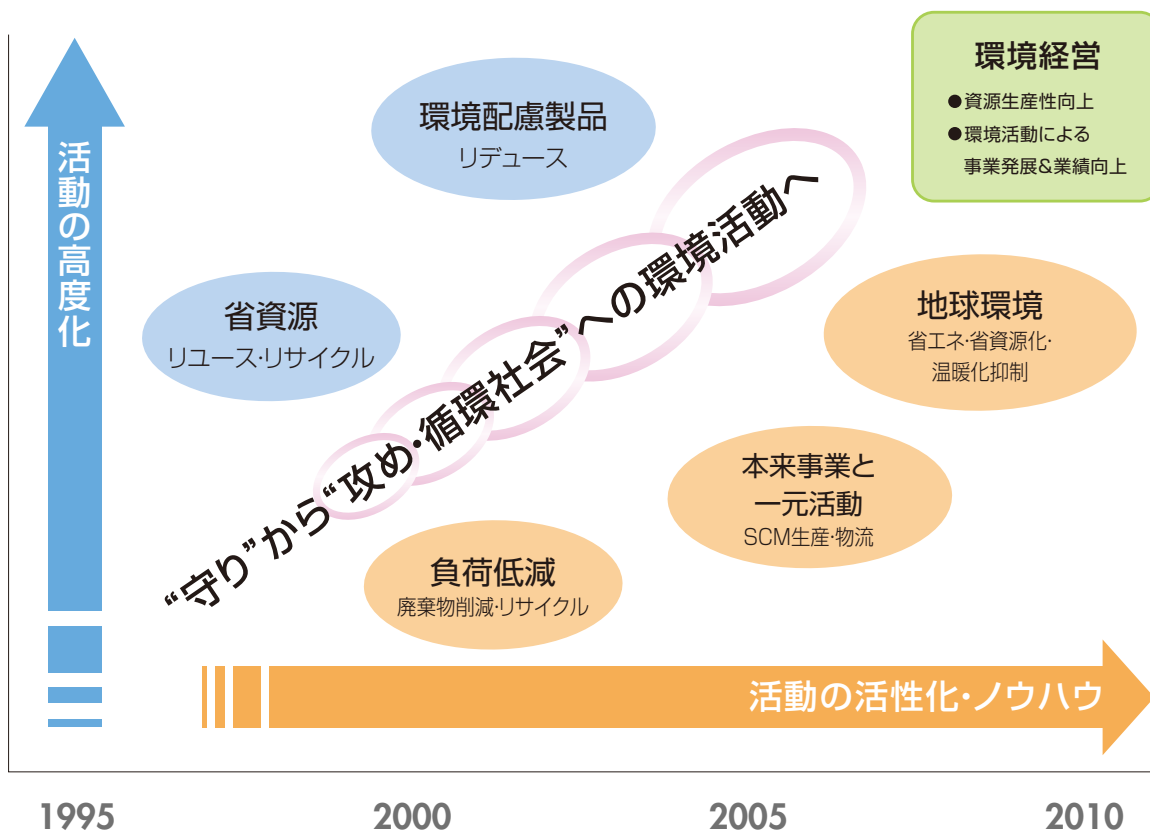 環境経営
●資源生産性向上
●環境活動による
事業発展&業績向上
環境配慮製品
リデュース
活動の高度化
省資源
リユース・リサイクル
“守り”から“攻め・循環社会”への環境活動へ
地球環境
省エネ・省資源化・
温暖化抑制
本来事業と
一元活動
SCM生産・物流
負荷低減
廃棄物削減・リサイクル
活動の活性化・ノウハウ
1995 2000 2005 2010